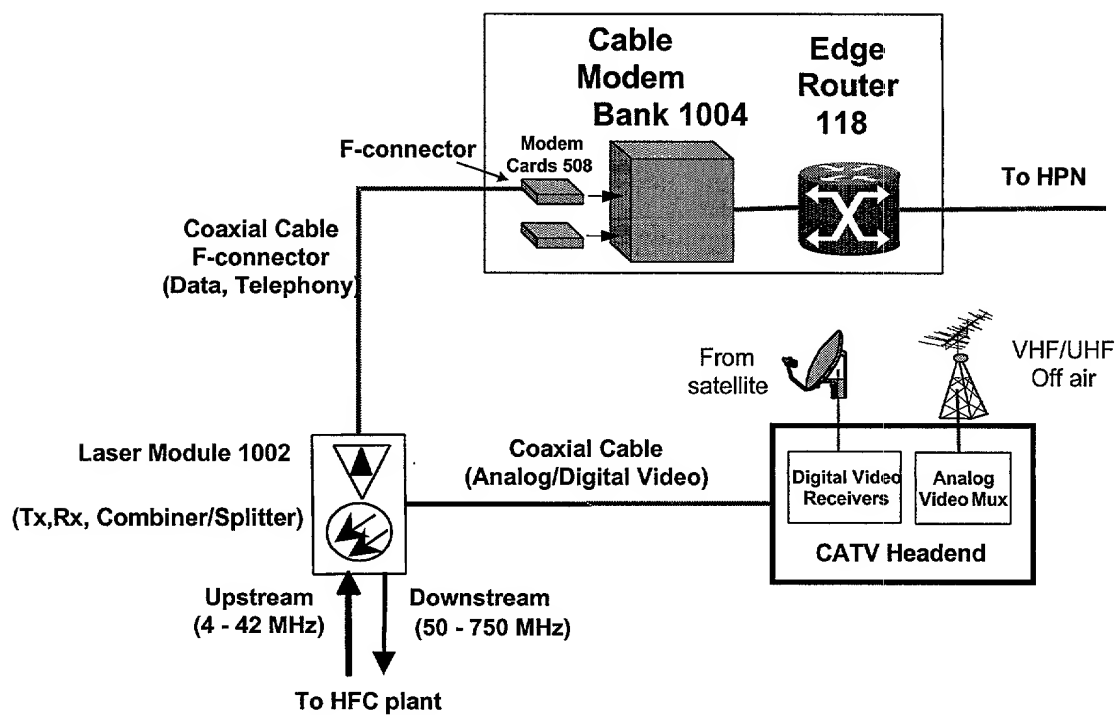 Cable
Modem
Bank 1004
Edge
Router
118
F-connector
Modem
Cards 508
To HPN
Coaxial Cable
F-connector
(Data, Telephony)
From
satellite
VHF/UHF
Off air
Laser Module 1002
(Tx,Rx, Combiner/Splitter)
Coaxial Cable
(Analog/Digital Video)
Digital Video
Receivers
Analog
Video Mux
CATV Headend
Upstream
(4 - 42 MHz)
Downstream
(50 - 750 MHz)
To HFC plant